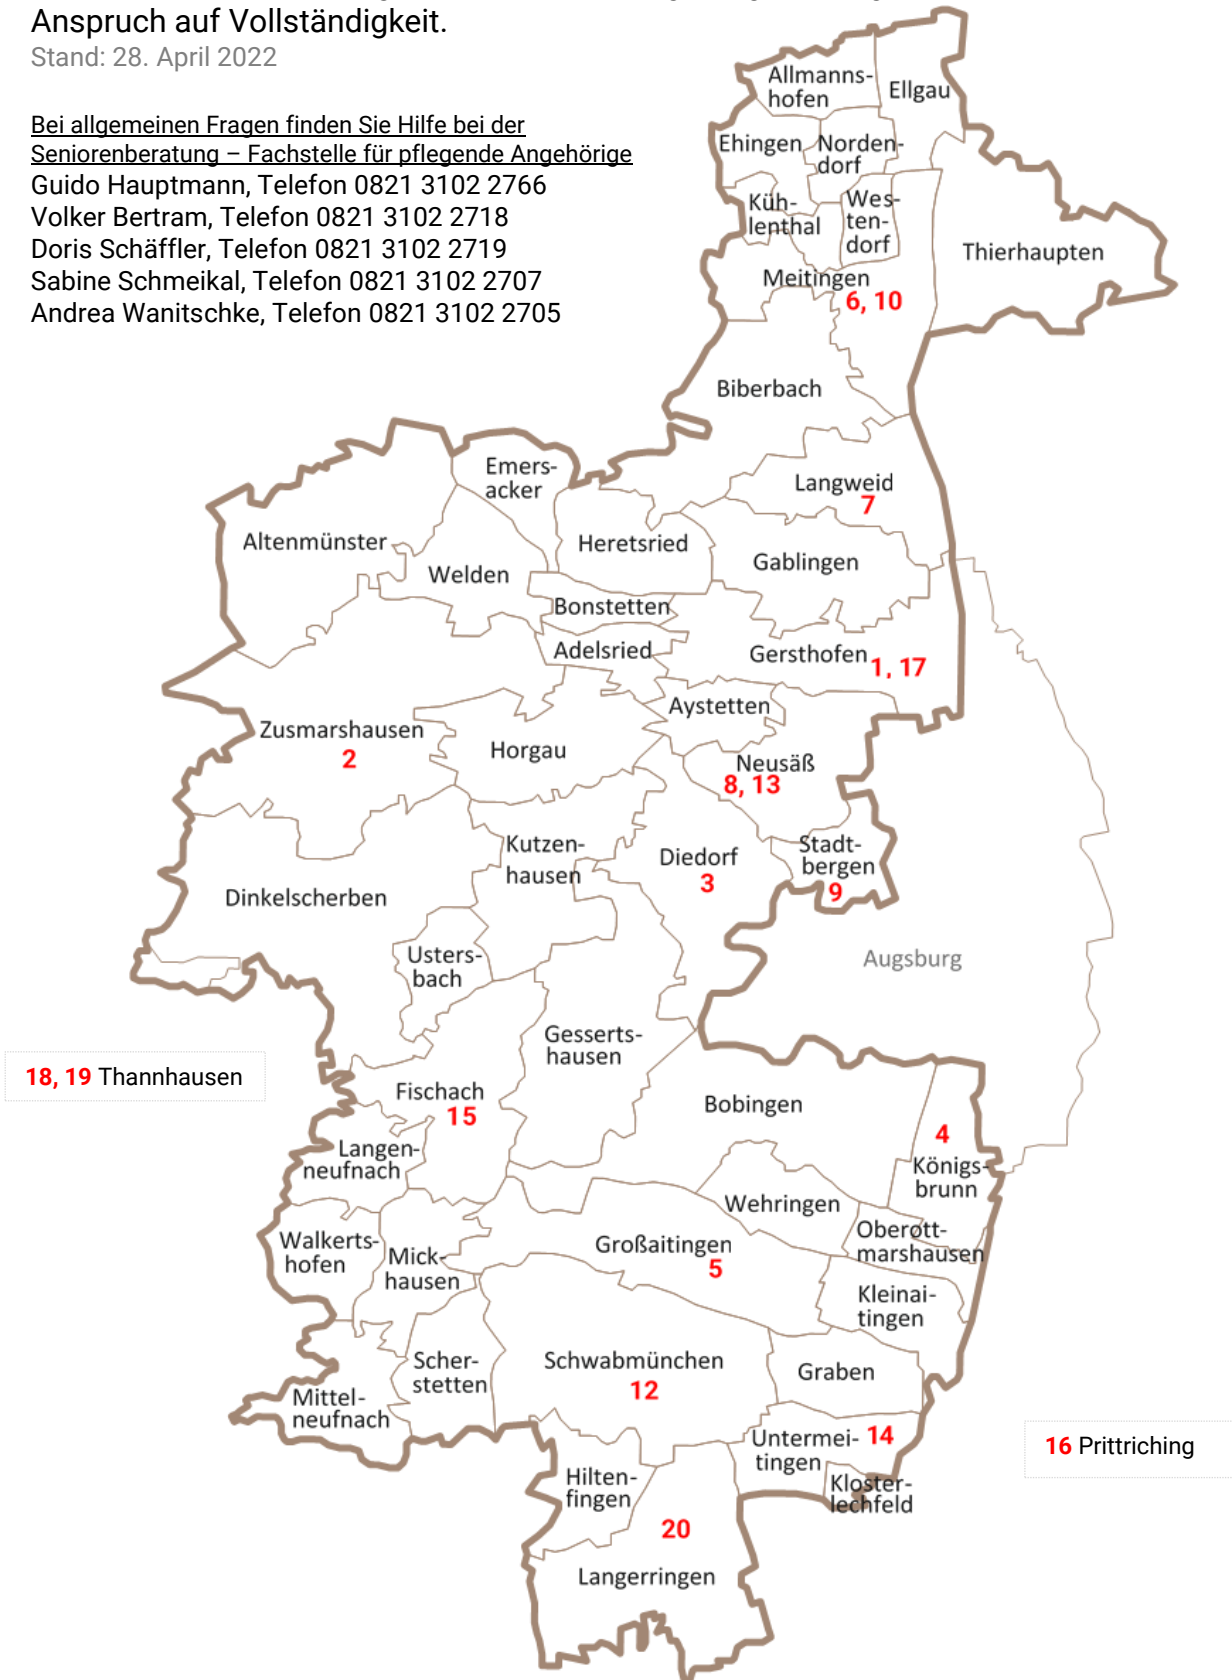 Anspruch auf Vollständigkeit.
Stand: 28. April 2022
Bei allgemeinen Fragen finden Sie Hilfe bei der
Seniorenberatung – Fachstelle für pflegende Angehörige
Guido Hauptmann, Telefon 0821 3102 2766
Volker Bertram, Telefon 0821 3102 2718
Doris Schäffler, Telefon 0821 3102 2719
Sabine Schmeikal, Telefon 0821 3102 2707
Andrea Wanitschke, Telefon 0821 3102 2705
Allmanns-
hofen
Ellgau
Ehingen
Norden-
dorf
Küh-
lenthal
Wes-
ten-
dorf
Thierhaupten
Meitingen
6, 10
Biberbach
Emers-
acker
Langweid
7
Altenmünster
Heretsried
Gablingen
Welden
Bonstetten
Adelsried
Gersthofen
1, 17
Aystetten
Zusmarshausen
2
Horgau
Neusäß
8, 13
Kutzen-
hausen
Diedorf
3
Stadt-
bergen
9
Dinkelscherben
Usters-
bach
Augsburg
Gesserts-
hausen
18, 19 Thannhausen
Fischach
15
Bobingen
4
Königs-
brunn
Langen-
neufnach
Wehringen
Walkerts-
hofen
Mick-
hausen
Großaitingen
5
Oberott-
marshausen
Kleinai-
tingen
Scher-
stetten
Schwabmünchen
12
Graben
Mittel-
neufnach
Untermei-
tingen
14
16 Prittriching
Hilten-
fingen
Kloster-
lechfeld
20
Langerringen